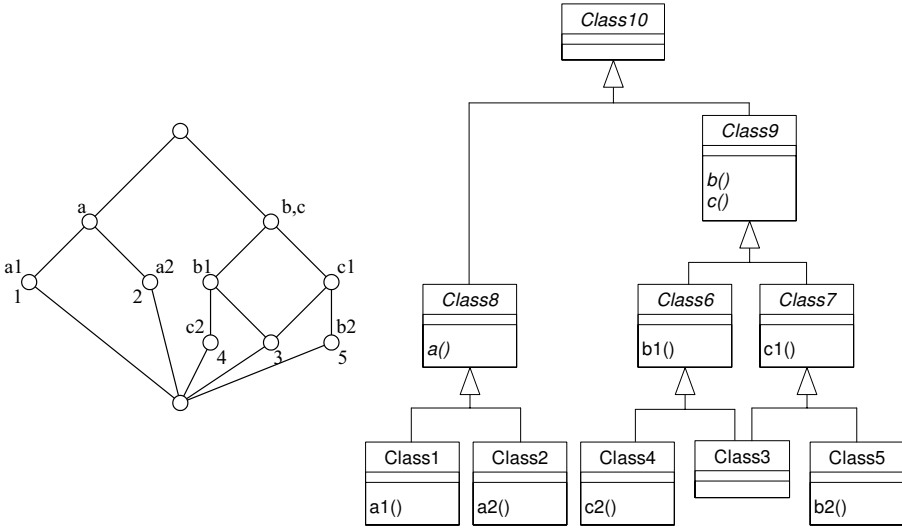 a
b,c
a1
a2
b1
c1
1
2
c2
b2
4
3
5
Class10
Class9
b()
c()
Class8
a()
Class6
b1()
Class7
c1()
Class1
a1()
Class2
a2()
Class4
c2()
Class3
Class5
b2()